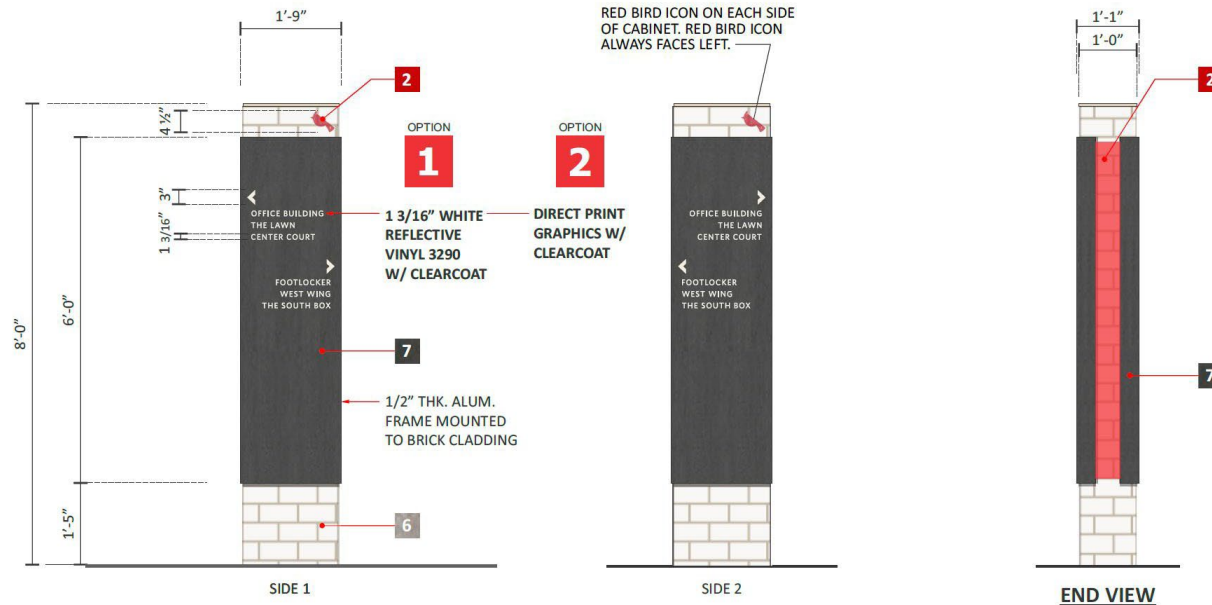 1’-9”
RED BIRD ICON ON EACH SIDE
OF CABINET. RED BIRD ICON
ALWAYS FACES LEFT.
1’-1”
1’-0”
2
2
4 ½”
OPTION
1
OPTION
2
3”
1 3/16”
OFFICE BUILDING
THE LAWN
CENTER COURT
FOOTLOCKER
WEST WING
THE SOUTH BOX
1 3/16” WHITE
REFLECTIVE
VINYL 3290
W/ CLEARCOAT
DIRECT PRINT
GRAPHICS W/
CLEARCOAT
OFFICE BUILDING
THE LAWN
CENTER COURT
FOOTLOCKER
WEST WING
THE SOUTH BOX
8’-0”
6’-0”
7
7
1/2” THK. ALUM.
FRAME MOUNTED
TO BRICK CLADDING
1’-5”
6
SIDE 1
SIDE 2
END VIEW